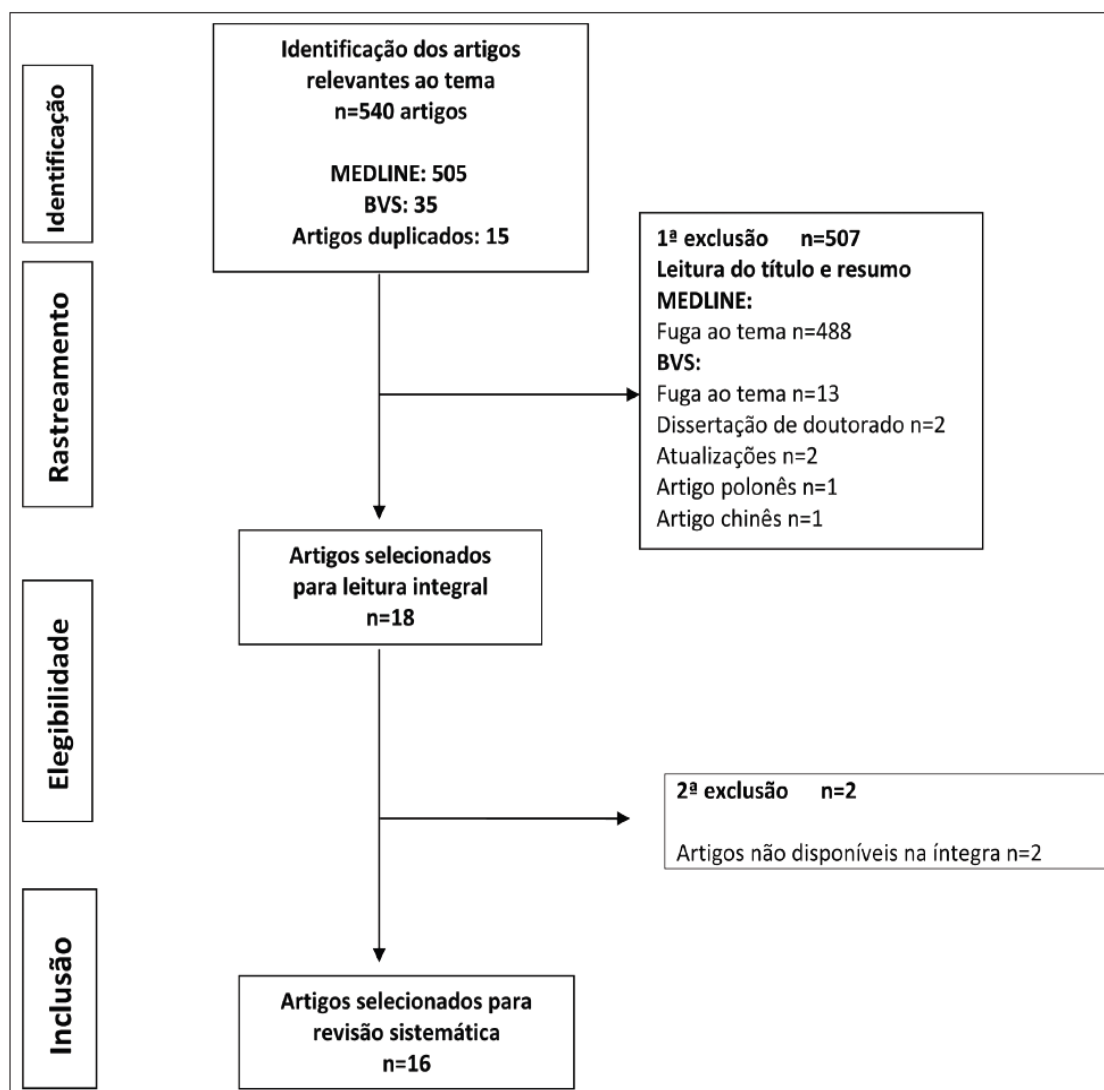 Identificação
Identificação dos artigos
relevantes ao tema
n=540 artigos
MEDLINE: 505
BVS: 35
Artigos duplicados: 15
Rastreamento
1ª exclusão n=507
Leitura do título e resumo
MEDLINE:
Fuga ao tema n=488
BVS:
Fuga ao tema n=13
Dissertação de doutorado n=2
Atualizações n=2
Artigo polonês n=1
Artigo chinês n=1
Elegibilidade
Artigos selecionados
para leitura integral
n=18
2ª exclusão n=2
Artigos não disponíveis na íntegra n=2
Inclusão
Artigos selecionados para
revisão sistemática
n=16